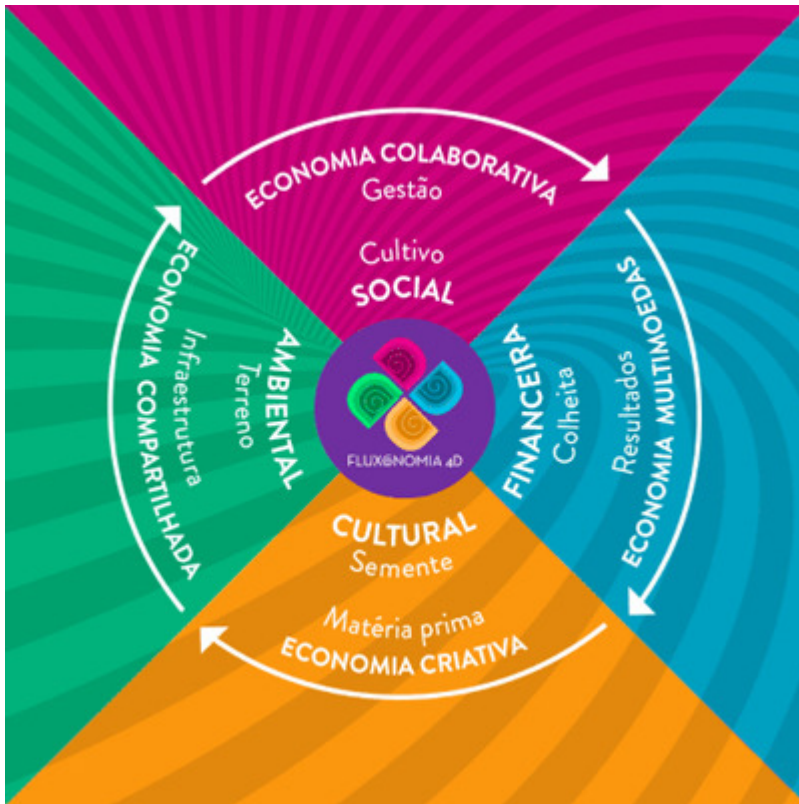 ECONOMIA COLABORATIVA
Gestão
Cultivo
SOCIAL
ECONOMIA COMPARTILHADA
Infraestrutura
Terreno
AMBIENTAL
FLUXONOMIA 4D
FINANCEIRA
Colheita
Resultados
ECONOMIA MULTIMOEDAS
CULTURAL
Semente
Matéria prima
ECONOMIA CRIATIVA